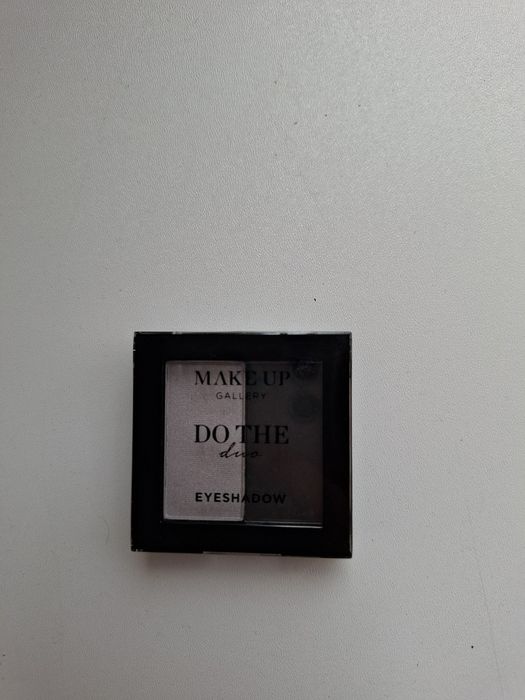 MAKE UP
GALLERY
DO THE
duo
EYESHADOW